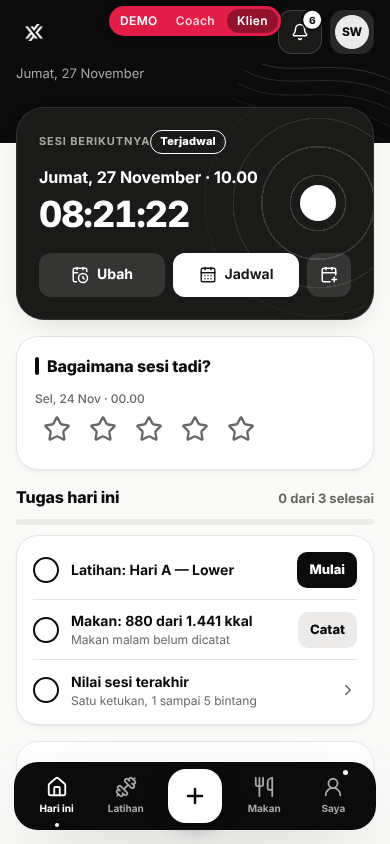 DEMO Coach Klien
6
SW
Jumat, 27 November
SESI BERIKUTNYA Terjadwal
Jumat, 27 November · 10.00
08:21:22
Ubah Jadwal
Bagaimana sesi tadi?
Sel, 24 Nov · 00.00
Tugas hari ini 0 dari 3 selesai
Latihan: Hari A — Lower Mulai
Makan: 880 dari 1.441 kkal Catat
Makan malam belum dicatat
Nilai sesi terakhir
Satu ketukan, 1 sampai 5 bintang
Hari ini Latihan Makan Saya